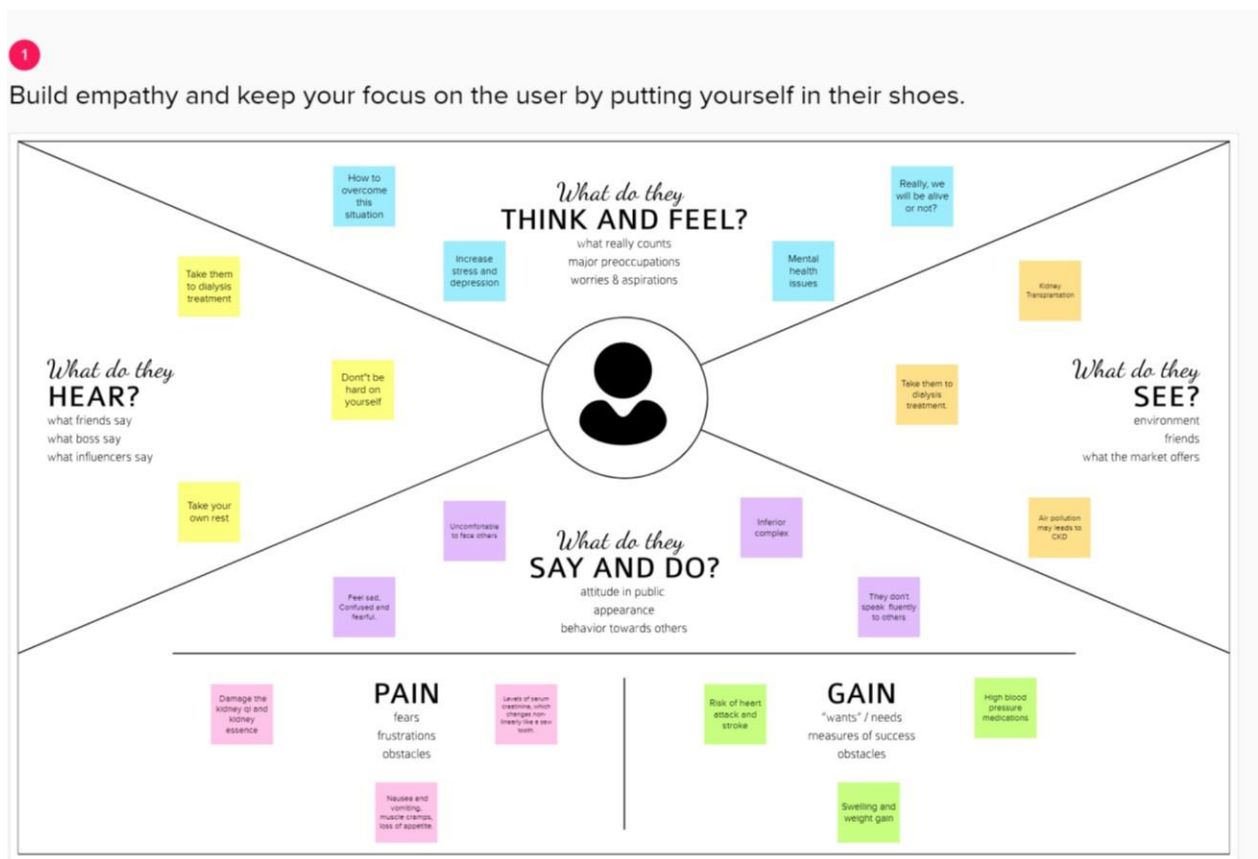 1
Build empathy and keep your focus on the user by putting yourself in their shoes.
How to
overcome
this
situation
Increase
stress and
depression
What do they
THINK AND FEEL?
what really counts
major preoccupations
worries & aspirations
Really, we
will be alive
or not?
Mental
health
issues
Take them
to dialysis
treatment
What do they
HEAR?
what friends say
what boss say
what influencers say
Dont"t be
hard on
yourself
Take your
own rest
Kidney
Transplantation
Take them to
dialysis
treatment.
What do they
SEE?
environment
friends
what the market offers
Air pollution
may leads to
CKD
Uncomfortable
to face others
Feel sad,
Confused and
fearful.
What do they
SAY AND DO?
attitude in public
appearance
behavior towards others
Inferior
complex
They don't
speak fluently
to others
Damage the
kidney qi and
kidney
essence
PAIN
fears
frustrations
obstacles
Levels of serum
creatinine, which
changes non-
linearly like a saw
tooth.
Nausea and
vomiting,
muscle cramps,
loss of appetite.
Risk of heart
attack and
stroke
GAIN
"wants" / needs
measures of success
obstacles
High blood
pressure
medications
Swelling and
weight gain